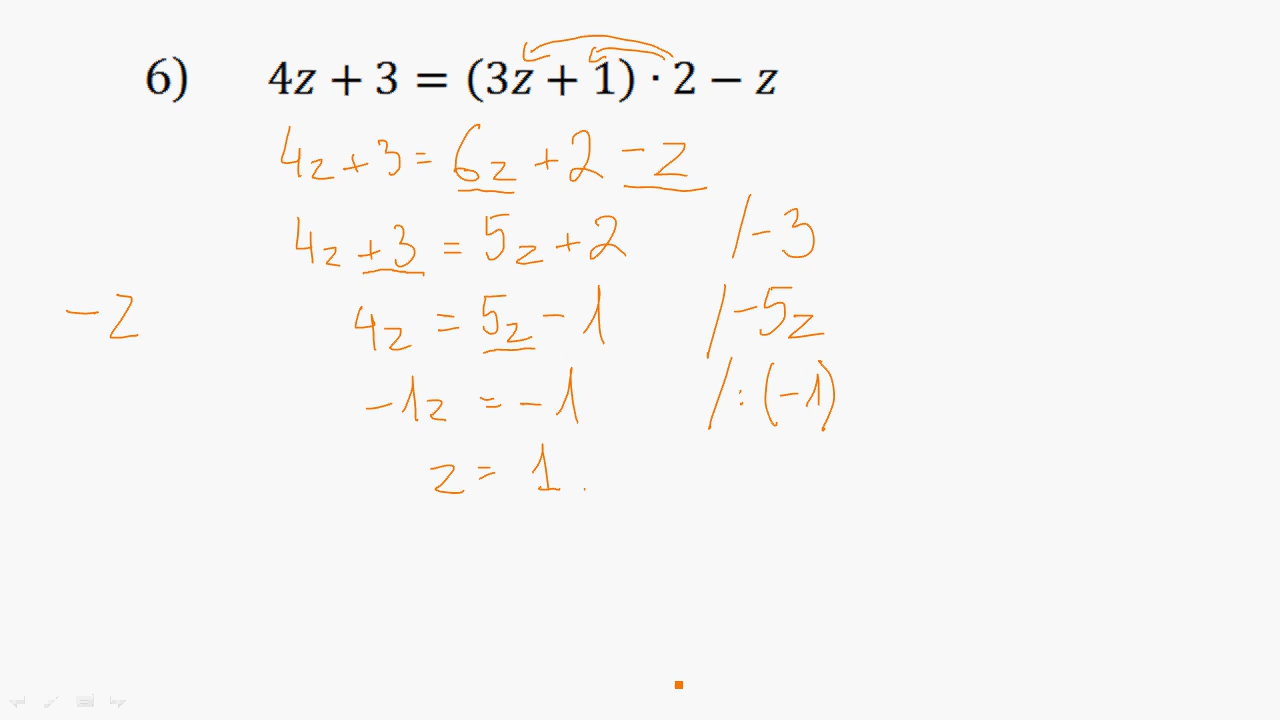 6) 4z + 3 = (3z + 1) · 2 − z
4z + 3 = 6z + 2 − z
4z + 3 = 5z + 2 / − 3
− z
4z = 5z − 1 / − 5z
− 1z = − 1 / : (−1)
z = 1 .